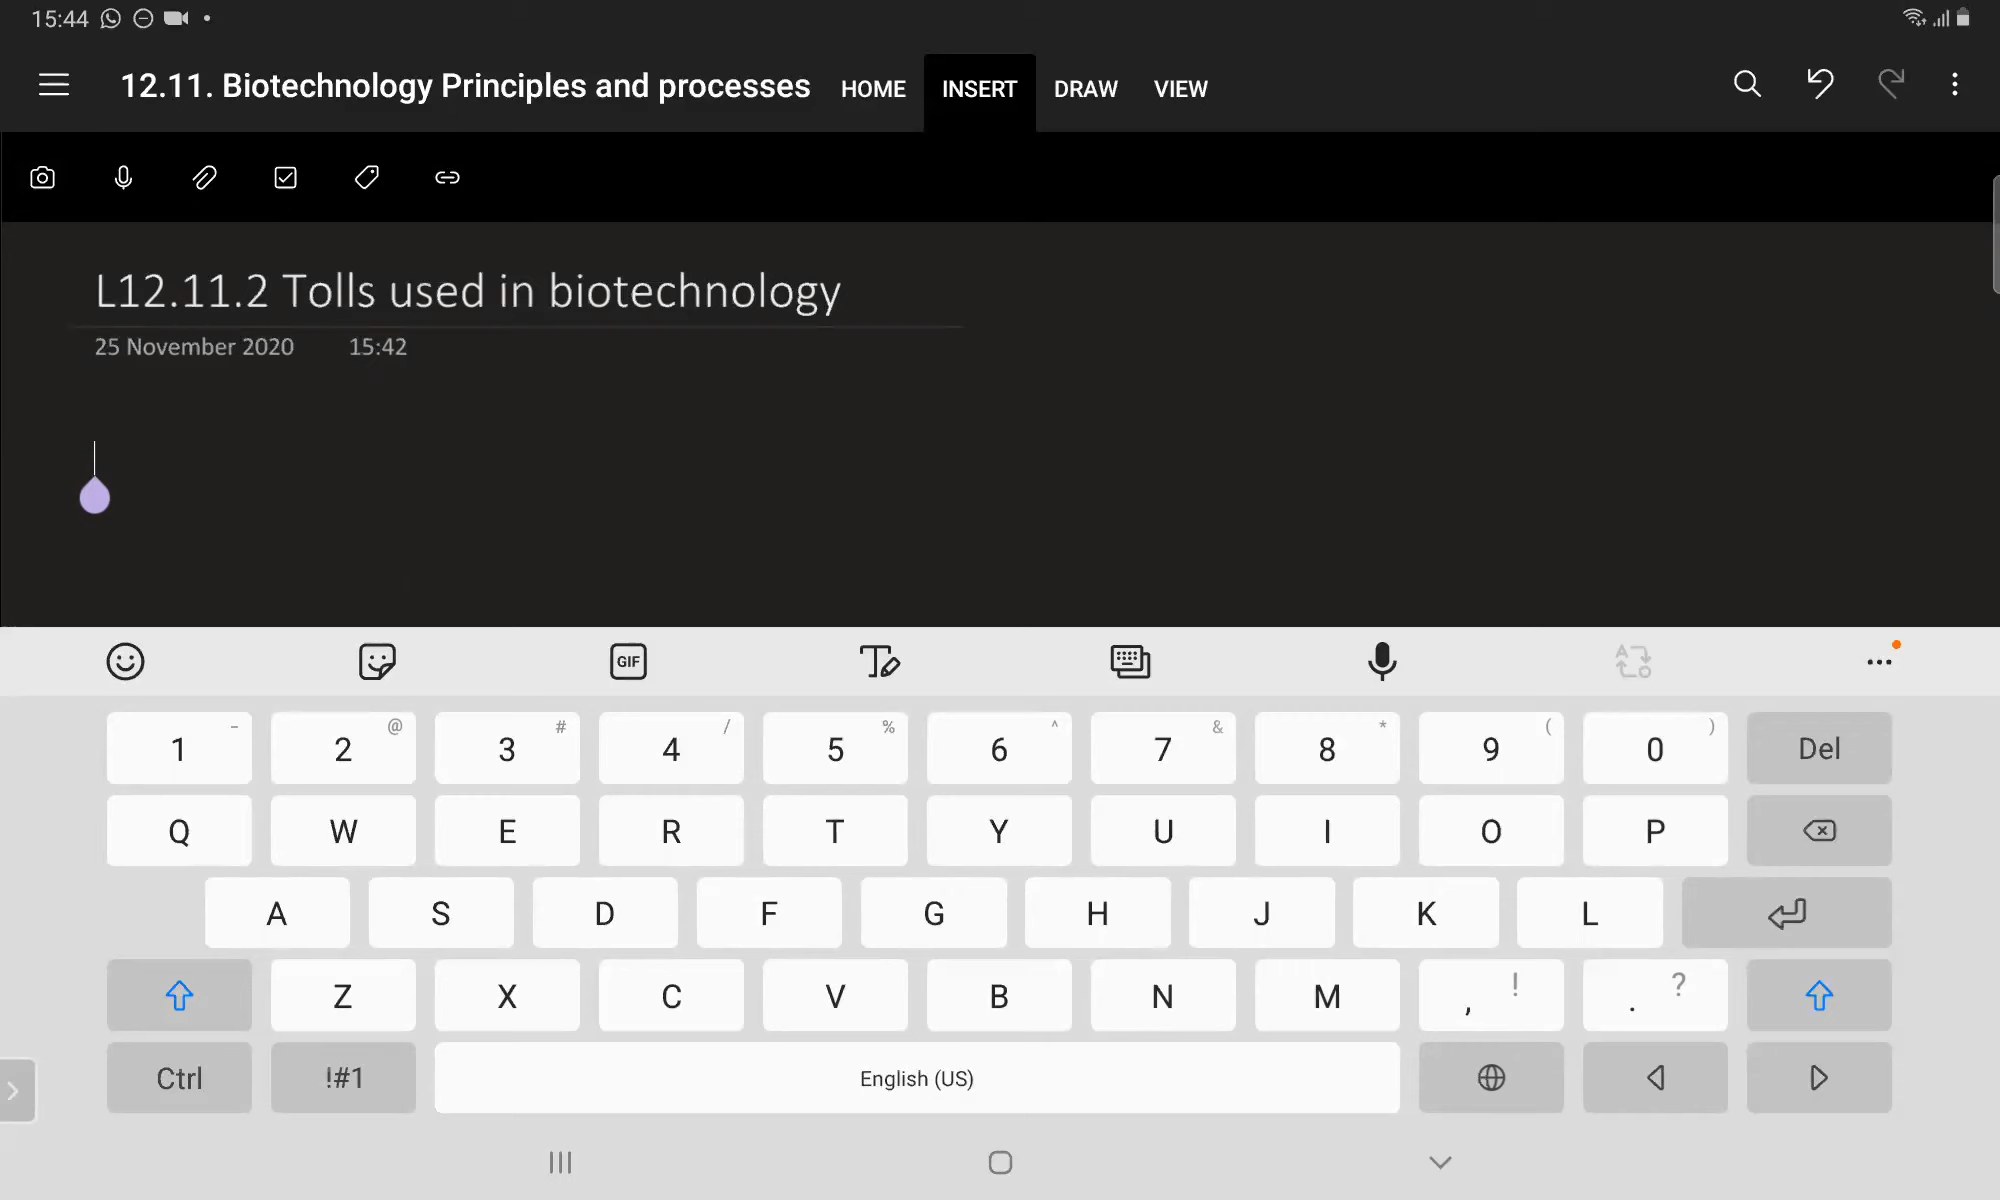 15:44
12.11. Biotechnology Principles and processes HOME INSERT DRAW VIEW
L12.11.2 Tolls used in biotechnology
25 November 2020 15:42
GIF
1 - 2 @ 3 # 4 / 5 % 6 ^ 7 & 8 * 9 ( 0 ) Del
Q W E R T Y U I O P
A S D F G H J K L
Z X C V B N M , ! . ?
Ctrl !#1 English (US)